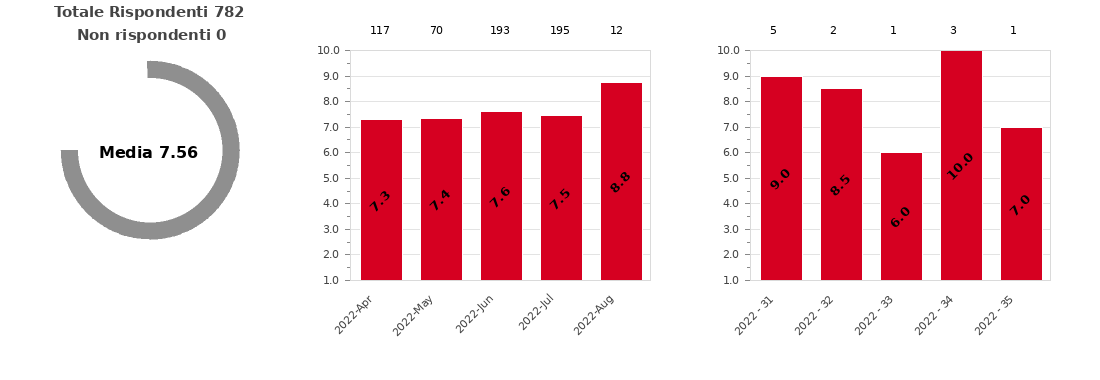 Totale Rispondenti 782
Non rispondenti 0
Media 7.56
117 70 193 195 12
10.0
9.0
8.0
7.0
6.0
5.0
4.0
3.0
2.0
1.0
7.3 7.4 7.6 7.5 8.8
2022-Apr 2022-May 2022-Jun 2022-Jul 2022-Aug
5 2 1 3 1
10.0
9.0
8.0
7.0
6.0
5.0
4.0
3.0
2.0
1.0
9.0 8.5 6.0 10.0 7.0
2022 - 31 2022 - 32 2022 - 33 2022 - 34 2022 - 35